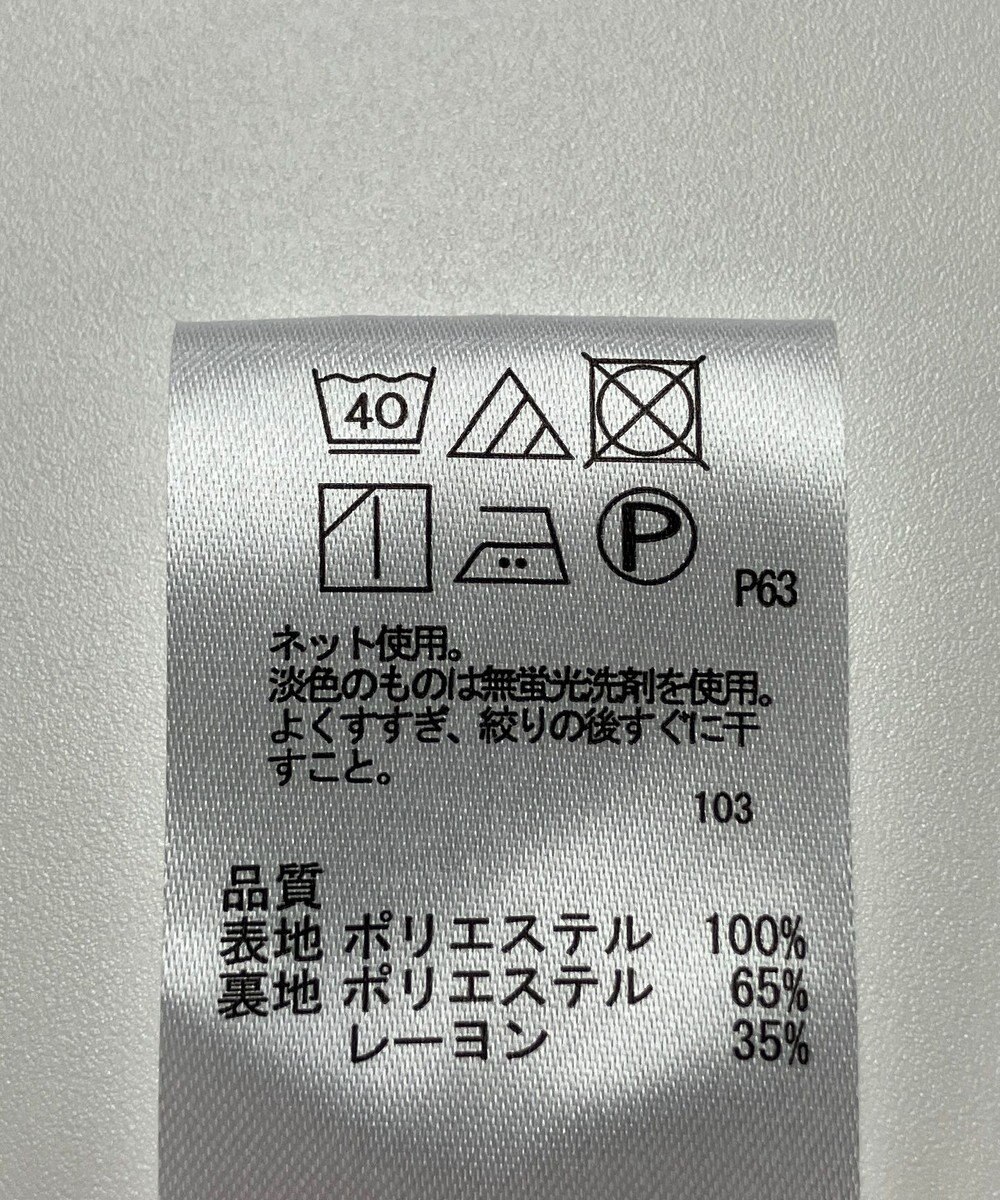 40
P
P63
ネット使用。
淡色のものは無蛍光洗剤を使用。
よくすすぎ、絞りの後すぐに干
すこと。
103
品質
表地 ポリエステル 100%
裏地 ポリエステル 65%
レーヨン 35%